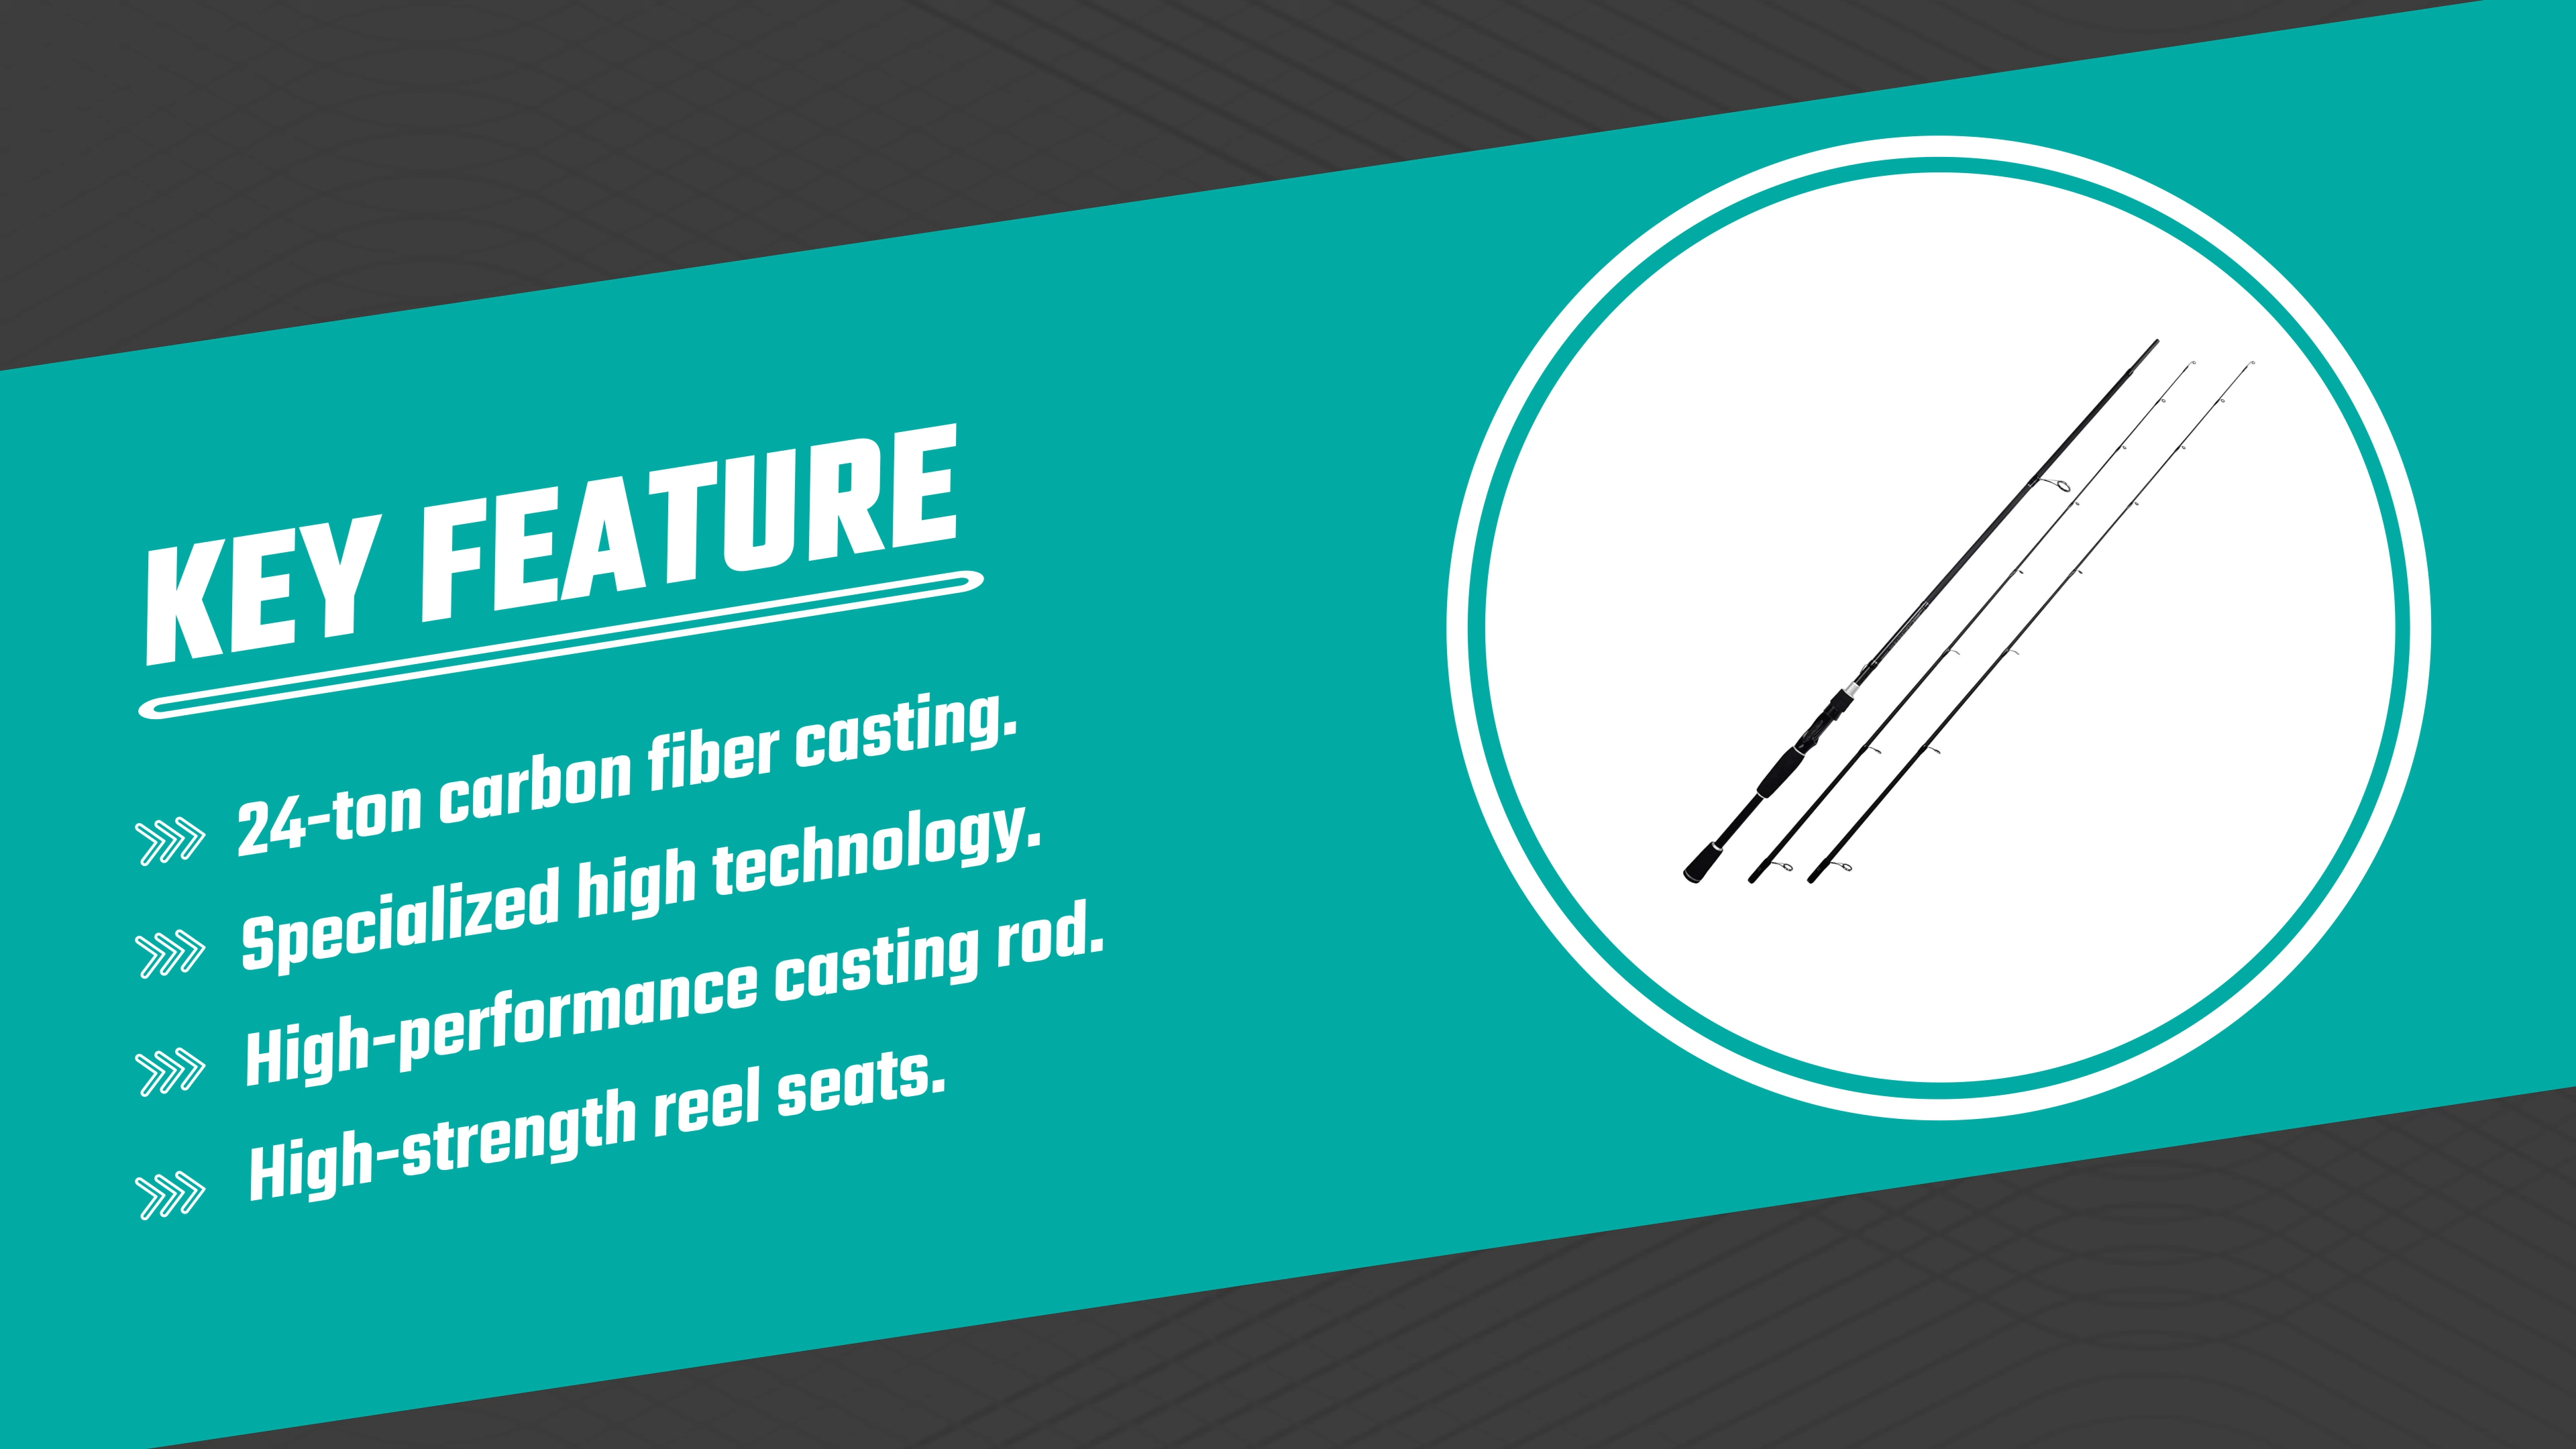 KEY FEATURE
24-ton carbon fiber casting.
Specialized high technology.
High-performance casting rod.
High-strength reel seats.